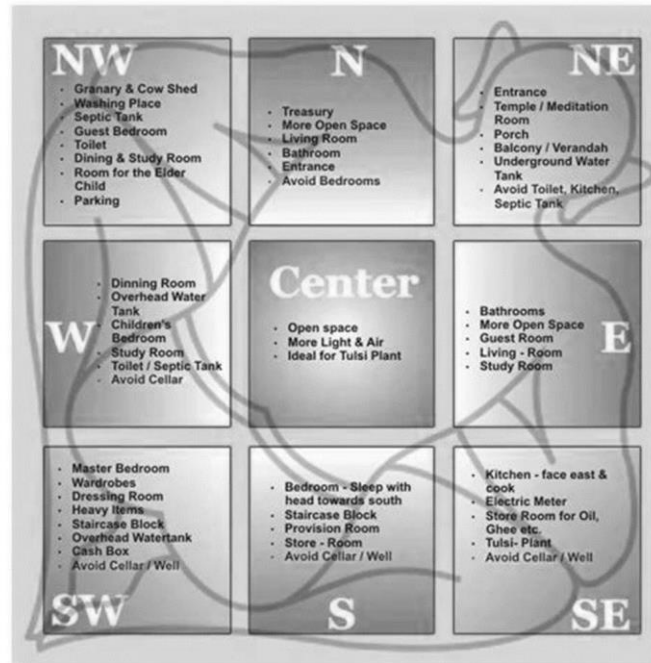 NW
· Granary & Cow Shed
· Washing Place
· Septic Tank
· Guest Bedroom
· Toilet
· Dining & Study Room
· Room for the Elder
Child
· Parking
N
· Treasury
· More Open Space
· Living Room
· Bathroom
· Entrance
· Avoid Bedrooms
NE
· Entrance
· Temple / Meditation
Room
· Porch
· Balcony / Verandah
· Underground Water
Tank
· Avoid Toilet, Kitchen,
Septic Tank
W
· Dinning Room
· Overhead Water
Tank
· Children's
Bedroom
· Study Room
· Toilet / Septic Tank
· Avoid Cellar
Center
· Open space
· More Light & Air
· Ideal for Tulsi Plant
E
· Bathrooms
· More Open Space
· Guest Room
· Living - Room
· Study Room
· Master Bedroom
· Wardrobes
· Dressing Room
· Heavy Items
· Staircase Block
· Overhead Watertank
· Cash Box
· Avoid Cellar / Well
SW
· Bedroom - Sleep with
head towards south
· Staircase Block
· Provision Room
· Store - Room
· Avoid Cellar / Well
S
· Kitchen - face east &
cook
· Electric Meter
· Store Room for Oil,
Ghee etc.
· Tulsi- Plant
· Avoid Cellar / Well
SE